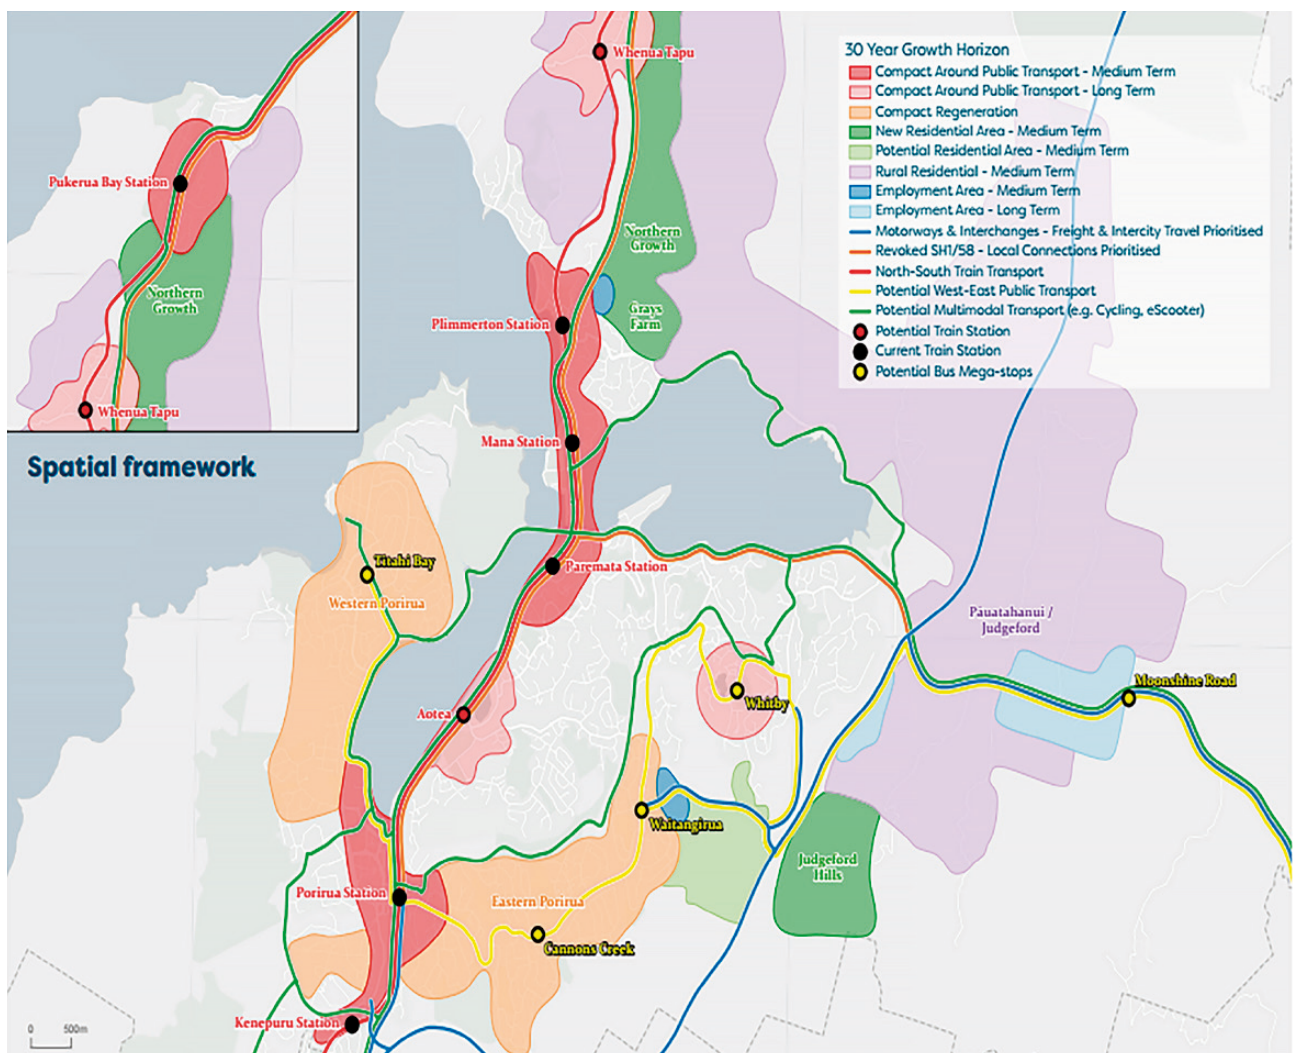 Pukerua Bay Station
Northern
Growth
Whenua Tapu
Spatial framework
Whenua Tapu
Northern
Growth
Grays
Farm
Plimmerton Station
Mana Station
Paremata Station
Titahi Bay
Western Porirua
Aotea
Whitby
Pāuatahanui /
Judgeford
Moonshine Road
Waitangirua
Judgeford
Hills
Porirua Station
Eastern Porirua
Cannons Creek
Kenepuru Station
0 500m
30 Year Growth Horizon
Compact Around Public Transport - Medium Term
Compact Around Public Transport - Long Term
Compact Regeneration
New Residential Area - Medium Term
Potential Residential Area - Medium Term
Rural Residential - Medium Term
Employment Area - Medium Term
Employment Area - Long Term
Motorways & Interchanges - Freight & Intercity Travel Prioritised
Revoked SH1/58 - Local Connections Prioritised
North-South Train Transport
Potential West-East Public Transport
Potential Multimodal Transport (e.g. Cycling, eScooter)
Potential Train Station
Current Train Station
Potential Bus Mega-stops